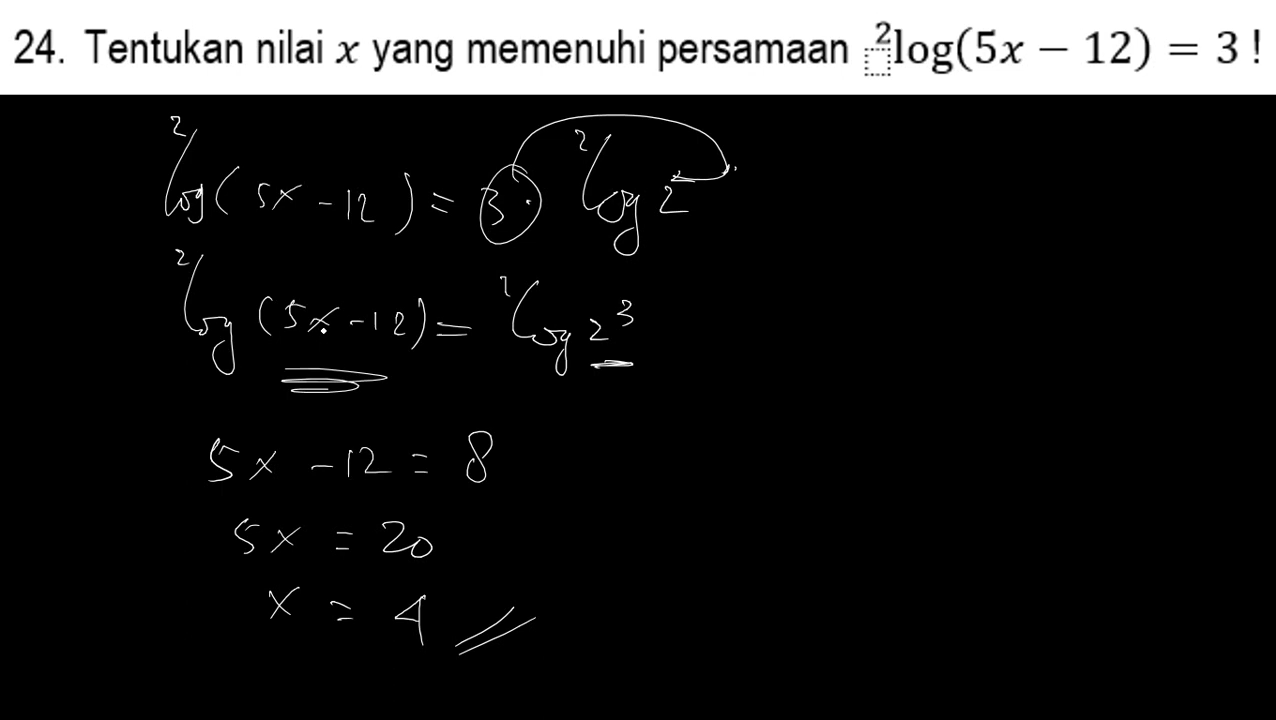 24. Tentukan nilai x yang memenuhi persamaan ²log(5x − 12) = 3 !
²log(5x − 12) = 3 · ²log 2
²log(5x − 12) = ²log 2³
5x − 12 = 8
5x = 20
x = 4